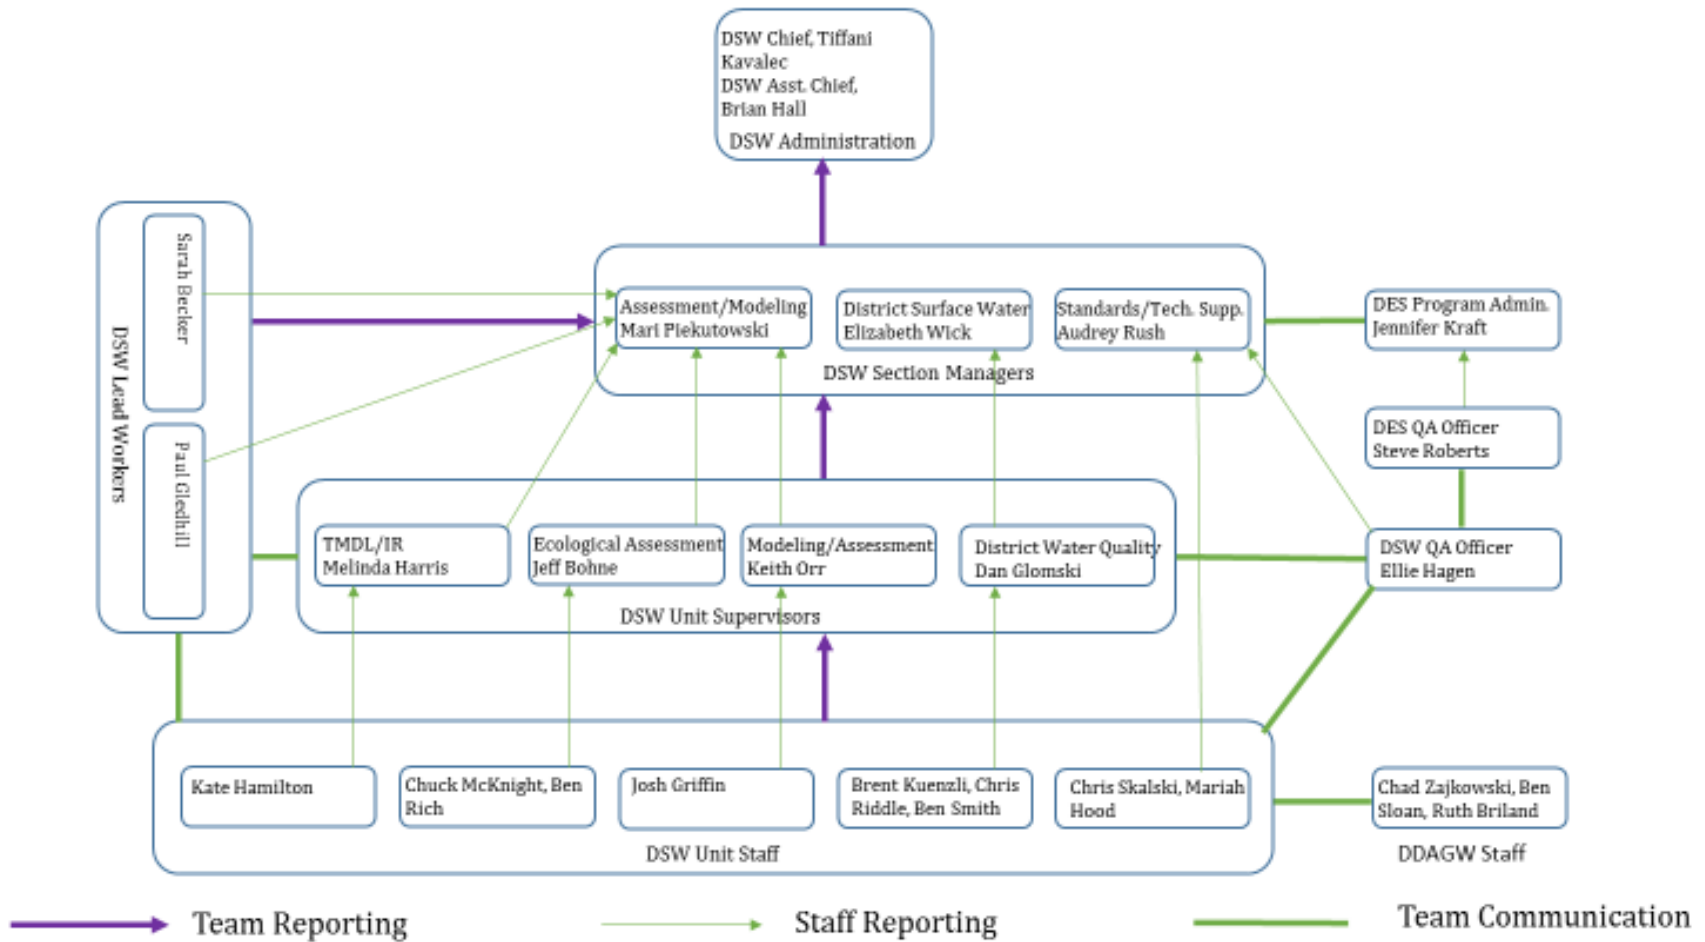 DSW Chief, Tiffani
Kavalec
DSW Asst. Chief,
Brian Hall
DSW Administration
Sarah Becker
Paul Gledhill
DSW Lead Workers
Assessment/Modeling
Mari Piekutowski
District Surface Water
Elizabeth Wick
Standards/Tech. Supp.
Audrey Rush
DSW Section Managers
DES Program Admin.
Jennifer Kraft
DES QA Officer
Steve Roberts
TMDL/IR
Melinda Harris
Ecological Assessment
Jeff Bohne
Modeling/Assessment
Keith Orr
District Water Quality
Dan Glomski
DSW Unit Supervisors
DSW QA Officer
Ellie Hagen
Kate Hamilton
Chuck McKnight, Ben
Rich
Josh Griffin
Brent Kuenzli, Chris
Riddle, Ben Smith
Chris Skalski, Mariah
Hood
DSW Unit Staff
Chad Zajkowski, Ben
Sloan, Ruth Briland
DDAGW Staff
Team Reporting
Staff Reporting
Team Communication